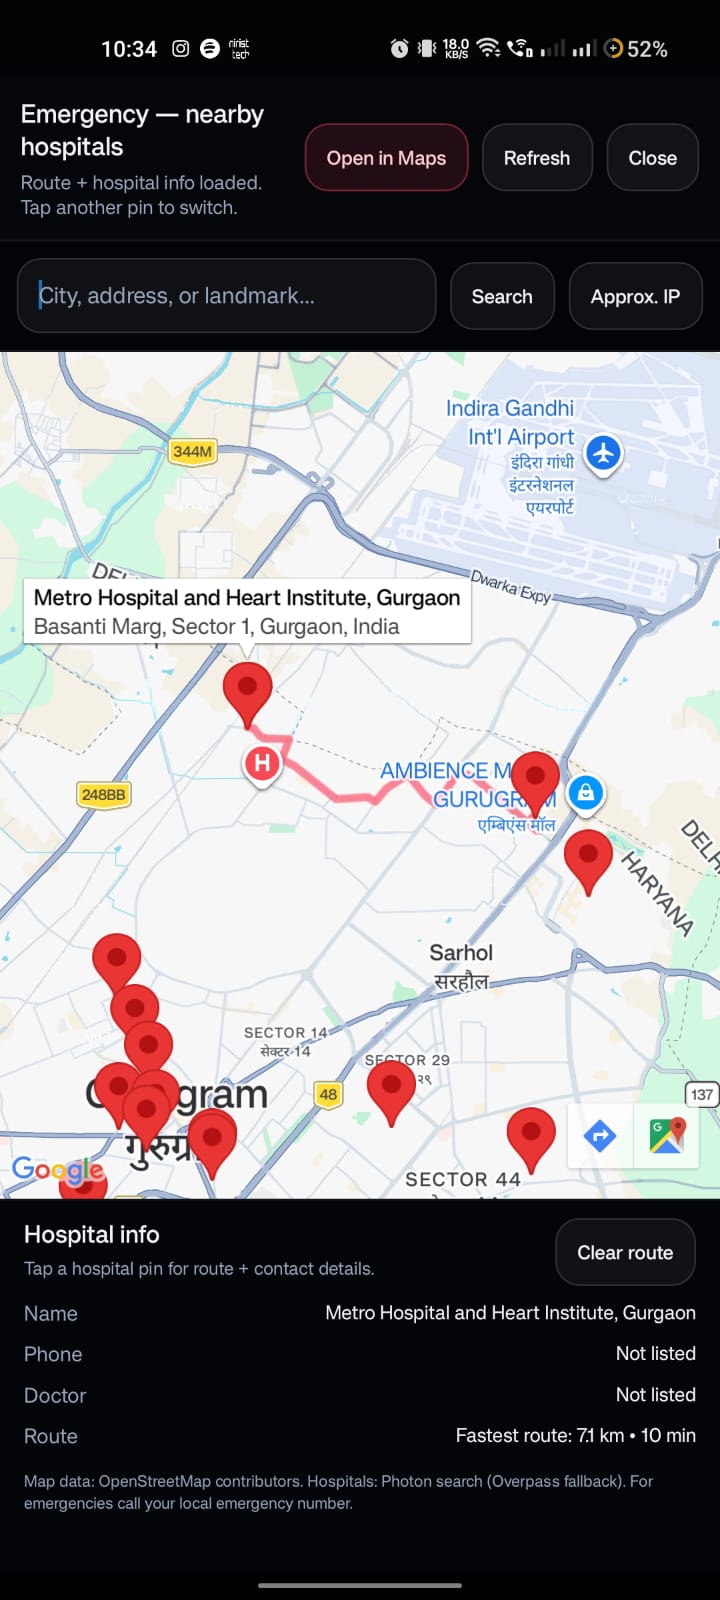 10:34
nirist
tech
18.0
KB/S
52%
Emergency — nearby
hospitals
Route + hospital info loaded.
Tap another pin to switch.
Open in Maps
Refresh
Close
City, address, or landmark...
Search
Approx. IP
344M
Indira Gandhi
Int'l Airport
इंदिरा गांधी
इंटरनेशनल
एयरपोर्ट
Dwarka Expy
Metro Hospital and Heart Institute, Gurgaon
Basanti Marg, Sector 1, Gurgaon, India
H
AMBIENCE M
GURUGRAM
एम्बिएंस मॉल
248BB
HARYANA
Sarhol
सरहौल
SECTOR 14
सेक्टर-14
SECTOR 29
२९
48
137
SECTOR 44
Google
Hospital info
Tap a hospital pin for route + contact details.
Clear route
Name
Metro Hospital and Heart Institute, Gurgaon
Phone
Not listed
Doctor
Not listed
Route
Fastest route: 7.1 km • 10 min
Map data: OpenStreetMap contributors. Hospitals: Photon search (Overpass fallback). For
emergencies call your local emergency number.